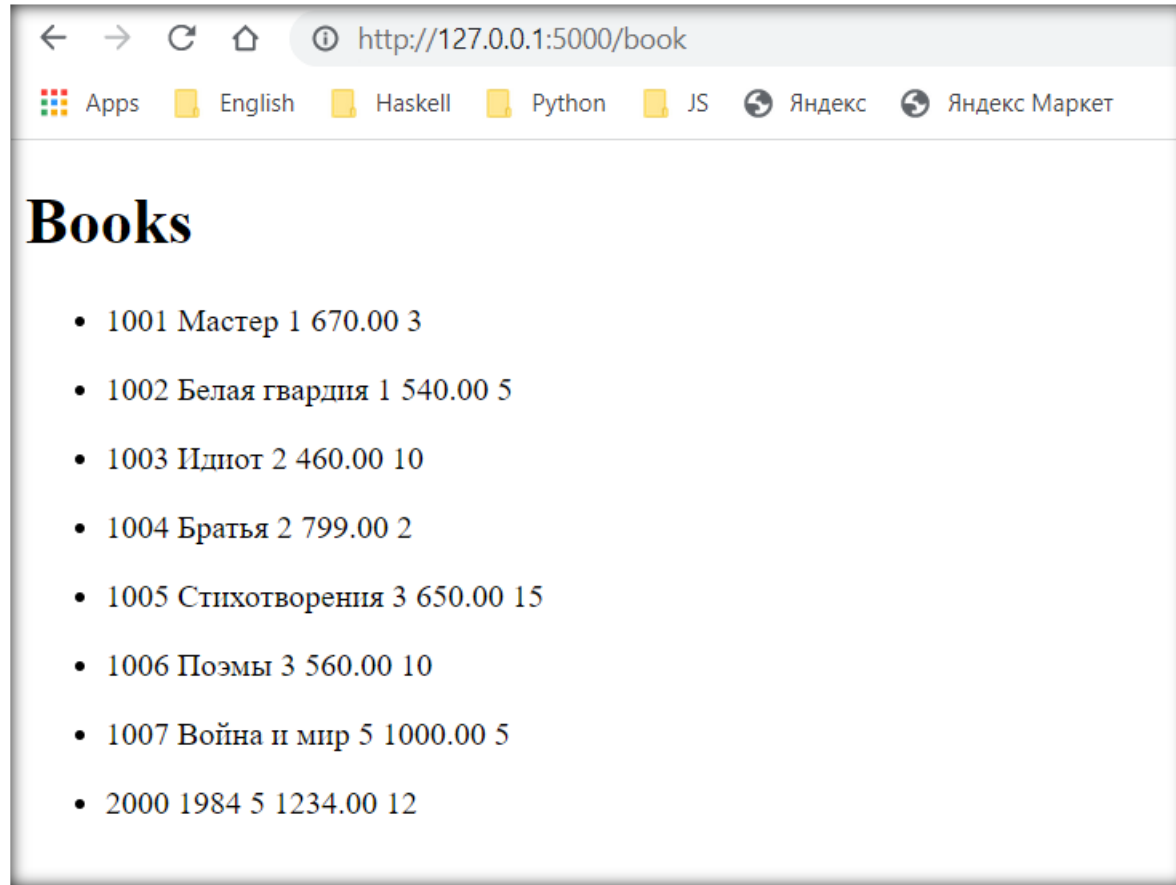 http://127.0.0.1:5000/book
Apps English Haskell Python JS Яндекс Яндекс Маркет
Books
• 1001 Мастер 1 670.00 3
• 1002 Белая гвардия 1 540.00 5
• 1003 Идиот 2 460.00 10
• 1004 Братья 2 799.00 2
• 1005 Стихотворения 3 650.00 15
• 1006 Поэмы 3 560.00 10
• 1007 Война и мир 5 1000.00 5
• 2000 1984 5 1234.00 12